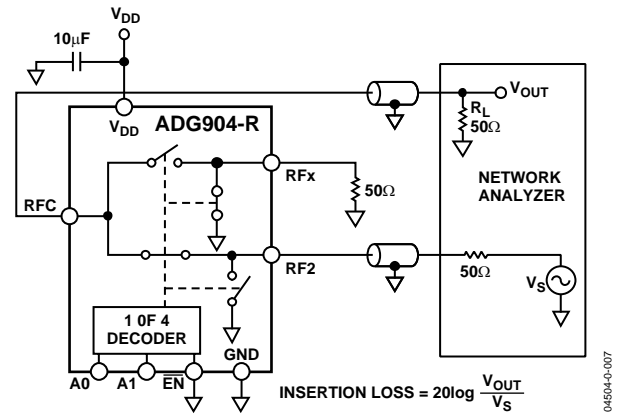 VDD
10µF
VDD
ADG904-R
VOUT
RL
50Ω
NETWORK
ANALYZER
RFx
50Ω
RFC
RF2
50Ω
VS
1 0F 4
DECODER
GND
A0
A1
EN
INSERTION LOSS = 20log VOUT
VS
04504-0-007